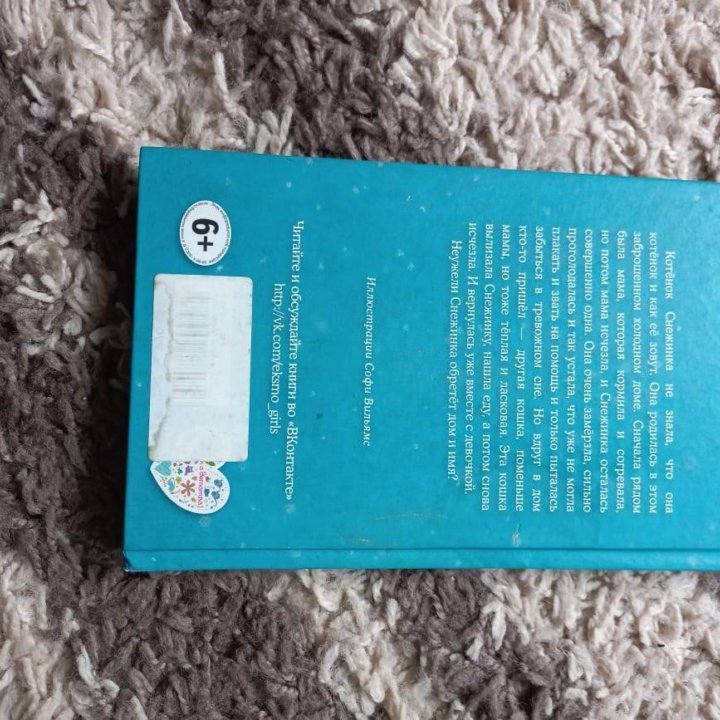 Котёнок Снежинка не знала, что она
котёнок и как её зовут. Она родилась в этом
заброшенном холодном доме. Сначала рядом
была мама, которая кормила и согревала,
но потом мама исчезла, и Снежинка осталась
совершенно одна. Она очень замёрзла, сильно
проголодалась и так устала, что уже не могла
плакать и звать на помощь и только пыталась
забыться в тревожном сне. Но вдруг в дом
кто-то пришёл — другая кошка, поменьше
мамы, но тоже тёплая и ласковая. Эта кошка
вылизала Снежинку, нашла еду, а потом снова
исчезла. И вернулась уже вместе с девочкой.
Неужели Снежинка обретёт дом и имя?
Иллюстрации Софи Вильямс
Читайте и обсуждайте книги во «ВКонтакте»
http://vk.com/eksmo_girls
6+